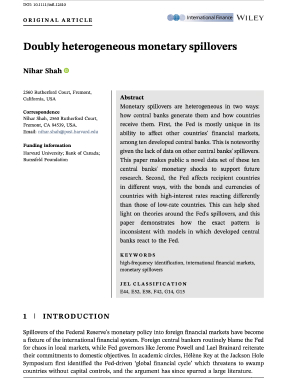 DOI: 10.1111/infi.12410
ORIGINAL ARTICLE
International Finance WILEY
Doubly heterogeneous monetary spillovers
Nihar Shah
2560 Rutherford Court, Fremont,
California, USA
Correspondence
Nihar Shah, 2560 Rutherford Court,
Fremont, CA 94539, USA.
Email: nihar.shah@post.harvard.edu
Funding information
Harvard University; Bank of Canada;
Rumsfeld Foundation
Abstract
Monetary spillovers are heterogeneous in two ways:
how central banks generate them and how countries
receive them. First, the Fed is mostly unique in its
ability to affect other countries' financial markets,
among ten developed central banks. This is noteworthy
given the lack of data on other central banks' spillovers.
This paper makes public a novel data set of these ten
central banks' monetary shocks to support future
research. Second, the Fed affects recipient countries
in different ways, with the bonds and currencies of
countries with high-interest rates reacting differently
than those of low-rate countries. This can help shed
light on theories around the Fed's spillovers, and this
paper demonstrates how the exact pattern is
inconsistent with models in which developed central
banks react to the Fed.
KEYWORDS
high-frequency identification, international financial markets,
monetary spillovers
JEL CLASSIFICATION
E44, E52, E58, F42, G14, G15
1 | INTRODUCTION
Spillovers of the Federal Reserve's monetary policy into foreign financial markets have become
a fixture of the international financial system. Foreign central bankers routinely blame the Fed
for chaos in local markets, while Fed governors like Jerome Powell and Lael Brainard reiterate
their commitments to domestic objectives. In academic circles, Hélène Rey at the Jackson Hole
Symposium first identified the Fed-driven 'global financial cycle' which threatens to swamp
countries without capital controls, and the argument has since spurred a large literature.